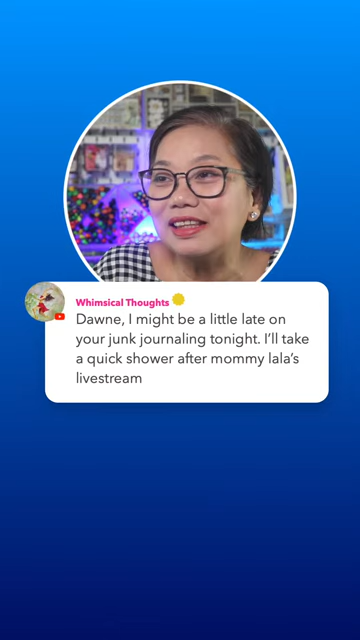 Whimsical Thoughts
Dawne, I might be a little late on
your junk journaling tonight. I'll take
a quick shower after mommy lala's
livestream